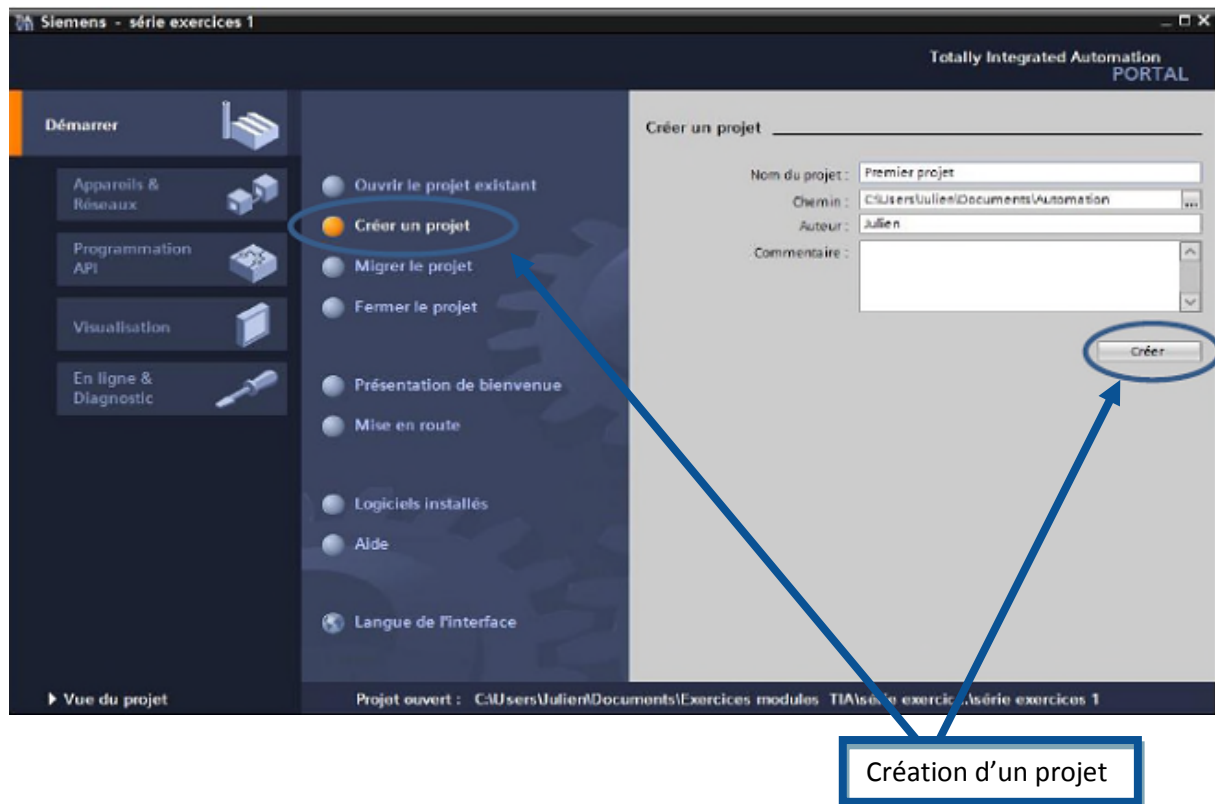 Siemens - série exercices 1
Totally Integrated Automation
PORTAL
Démarrer
Appareils &
Réseaux
Programmation
API
Visualisation
En ligne &
Diagnostic
Ouvrir le projet existant
Créer un projet
Migrer le projet
Fermer le projet
Présentation de bienvenue
Mise en route
Logiciels installés
Aide
Langue de l'interface
Créer un projet
Nom du projet : Premier projet
Chemin : C:\Users\Julien\Documents\Automation ...
Auteur : Julien
Commentaire :
Créer
Vue du projet
Projet ouvert : C:\Users\Julien\Documents\Exercices modules TIA\série exercic...\série exercices 1
Création d'un projet